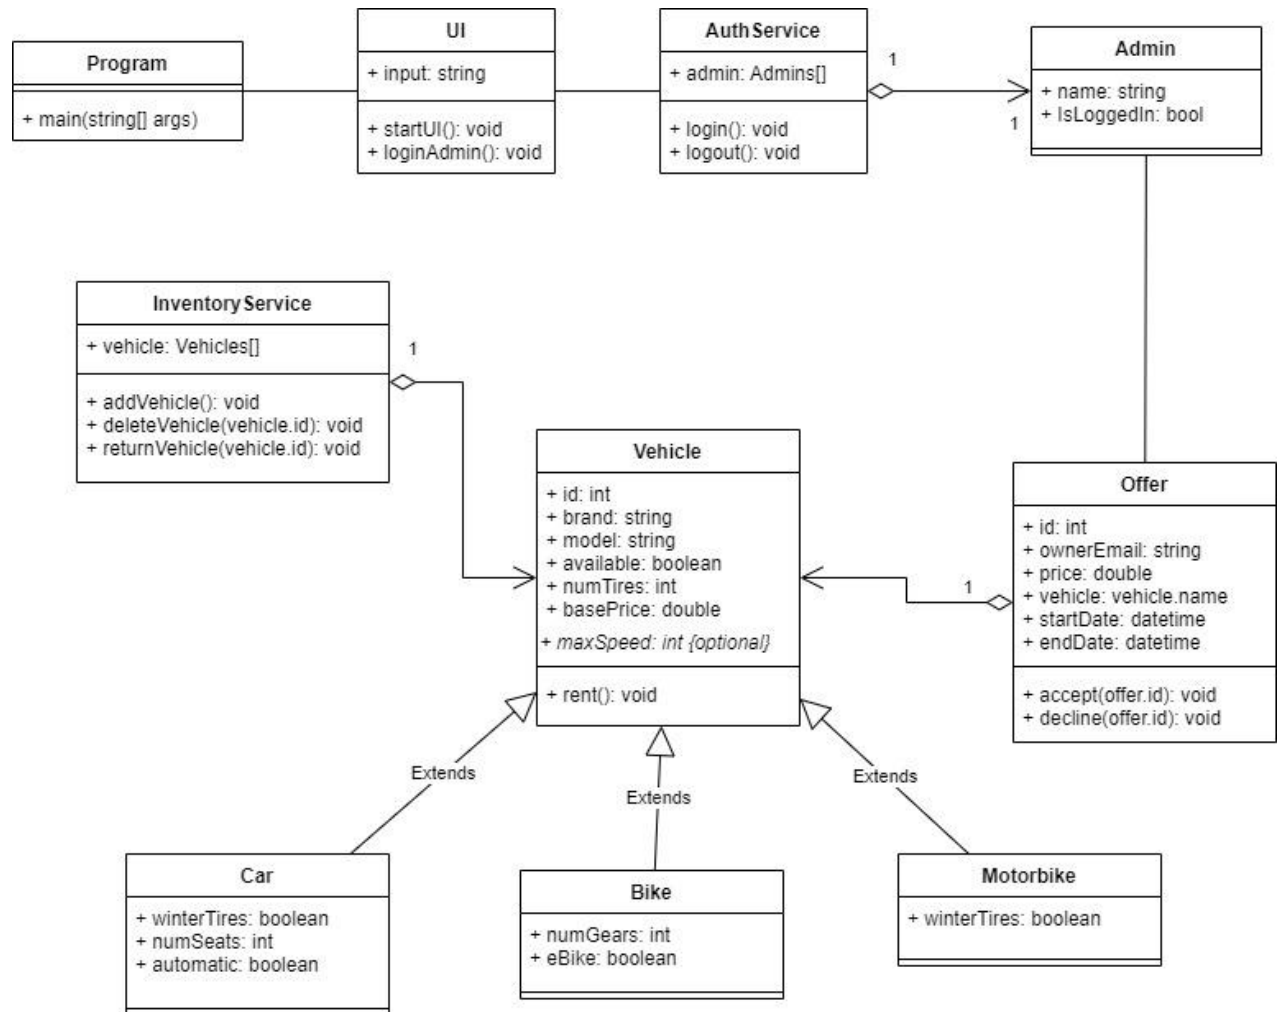 Program
+ main(string[] args)
UI
+ input: string
+ startUI(): void
+ loginAdmin(): void
AuthService
+ admin: Admins[]
+ login(): void
+ logout(): void
1
1
Admin
+ name: string
+ IsLoggedIn: bool
InventoryService
+ vehicle: Vehicles[]
+ addVehicle(): void
+ deleteVehicle(vehicle.id): void
+ returnVehicle(vehicle.id): void
1
Vehicle
+ id: int
+ brand: string
+ model: string
+ available: boolean
+ numTires: int
+ basePrice: double
+ maxSpeed: int {optional}
+ rent(): void
1
Offer
+ id: int
+ ownerEmail: string
+ price: double
+ vehicle: vehicle.name
+ startDate: datetime
+ endDate: datetime
+ accept(offer.id): void
+ decline(offer.id): void
Extends
Extends
Extends
Car
+ winterTires: boolean
+ numSeats: int
+ automatic: boolean
Bike
+ numGears: int
+ eBike: boolean
Motorbike
+ winterTires: boolean